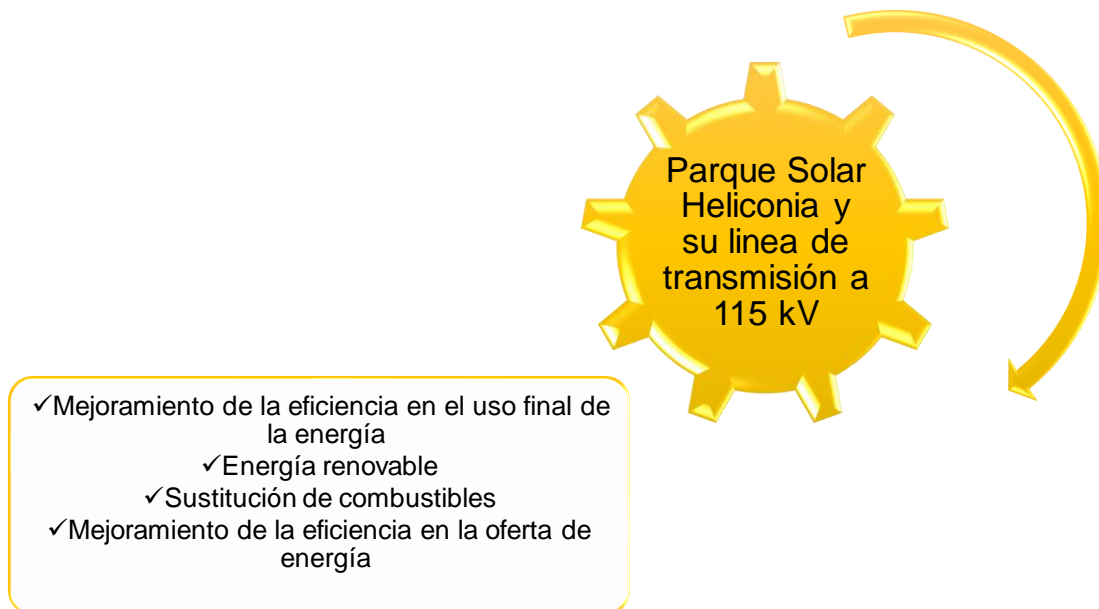 Parque Solar
Heliconia y
su linea de
transmisión a
115 kV
✓Mejoramiento de la eficiencia en el uso final de
la energía
✓Energía renovable
✓Sustitución de combustibles
✓Mejoramiento de la eficiencia en la oferta de
energía